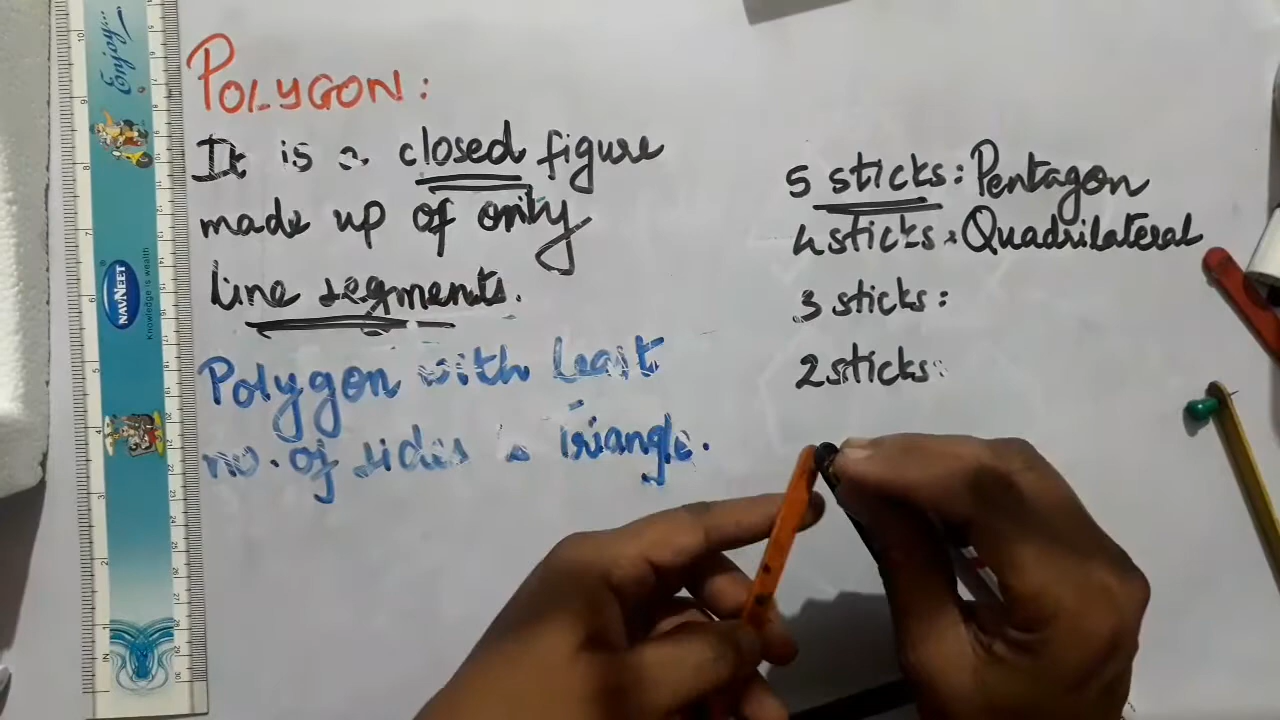 POLYGON:
It is a closed figure
made up of only
line segments.
Polygon with least
no. of sides is triangle.
5 sticks: Pentagon
4 sticks: Quadrilateral
3 sticks:
2 sticks:
Enjoy...
NAVNEET
Knowledge is wealth